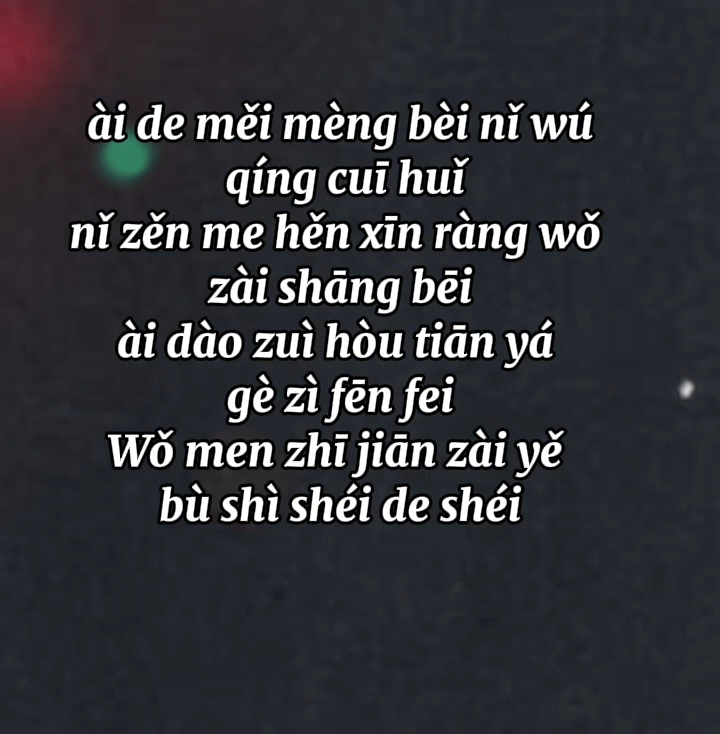 ài de měi mèng bèi nǐ wú
qíng cuī huǐ
nǐ zěn me hěn xīn ràng wǒ
zài shāng bēi
ài dào zuì hòu tiān yá
gè zì fēn fei
Wǒ men zhī jiān zài yě
bù shì shéi de shéi